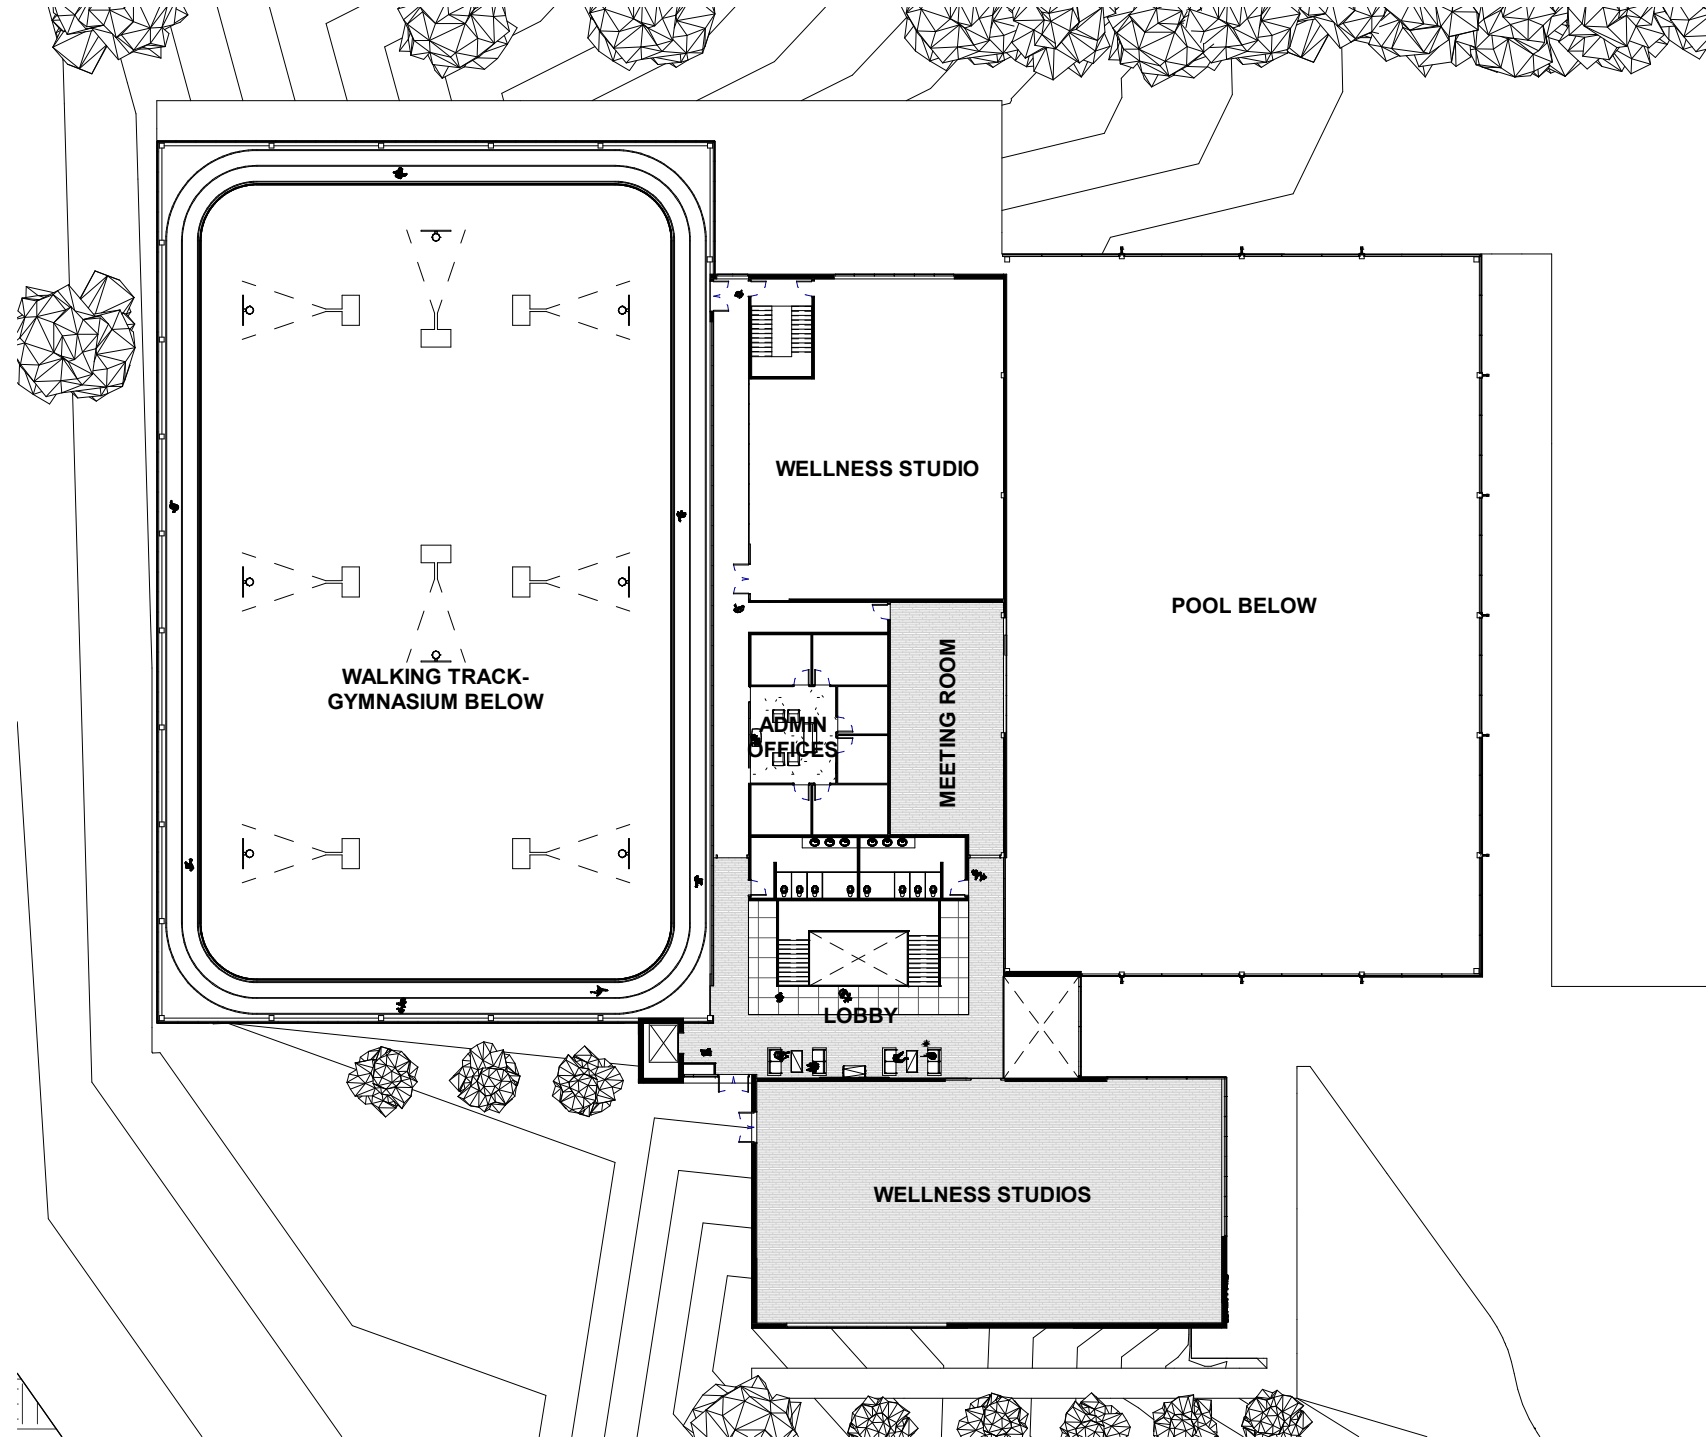 WELLNESS STUDIO
POOL BELOW
WALKING TRACK-
GYMNASIUM BELOW
ADMIN
OFFICES
MEETING ROOM
LOBBY
WELLNESS STUDIOS